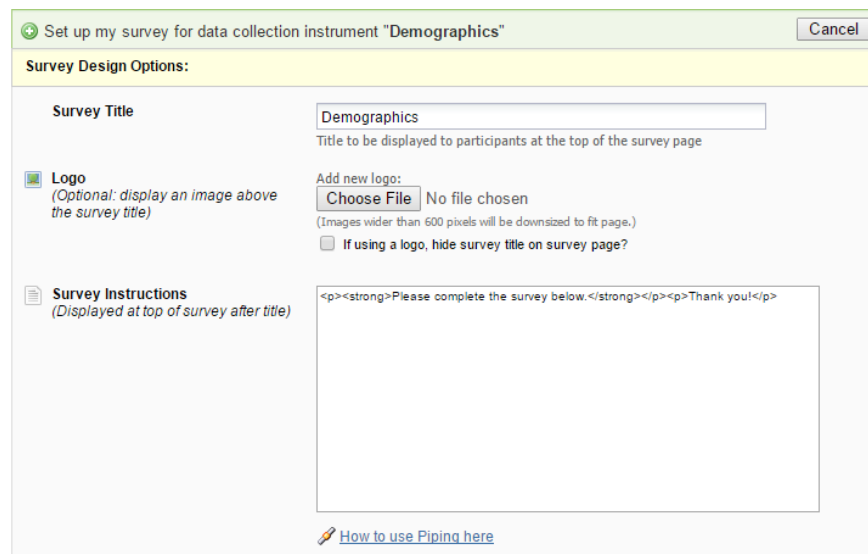 Set up my survey for data collection instrument "Demographics"
Cancel
Survey Design Options:
Survey Title
Demographics
Title to be displayed to participants at the top of the survey page
Logo
(Optional: display an image above
the survey title)
Add new logo:
Choose File No file chosen
(Images wider than 600 pixels will be downsized to fit page.)
If using a logo, hide survey title on survey page?
Survey Instructions
(Displayed at top of survey after title)
<p><strong>Please complete the survey below.</strong></p><p>Thank you!</p>
How to use Piping here